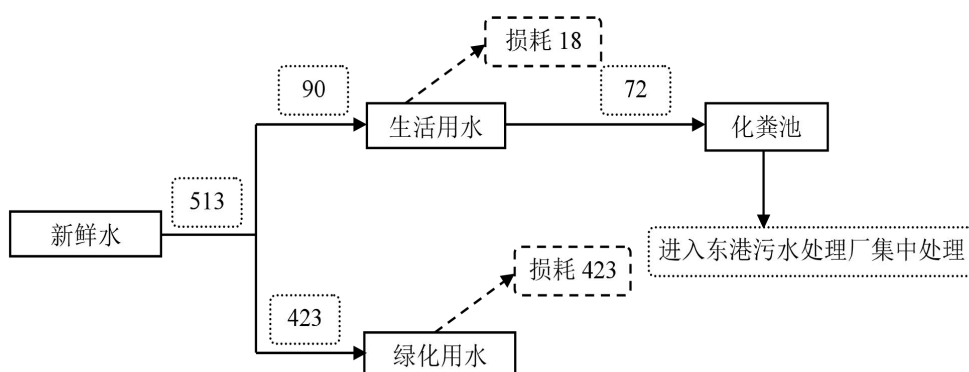 损耗 18
90
72
生活用水
化粪池
513
新鲜水
进入东港污水处理厂集中处理
损耗 423
423
绿化用水